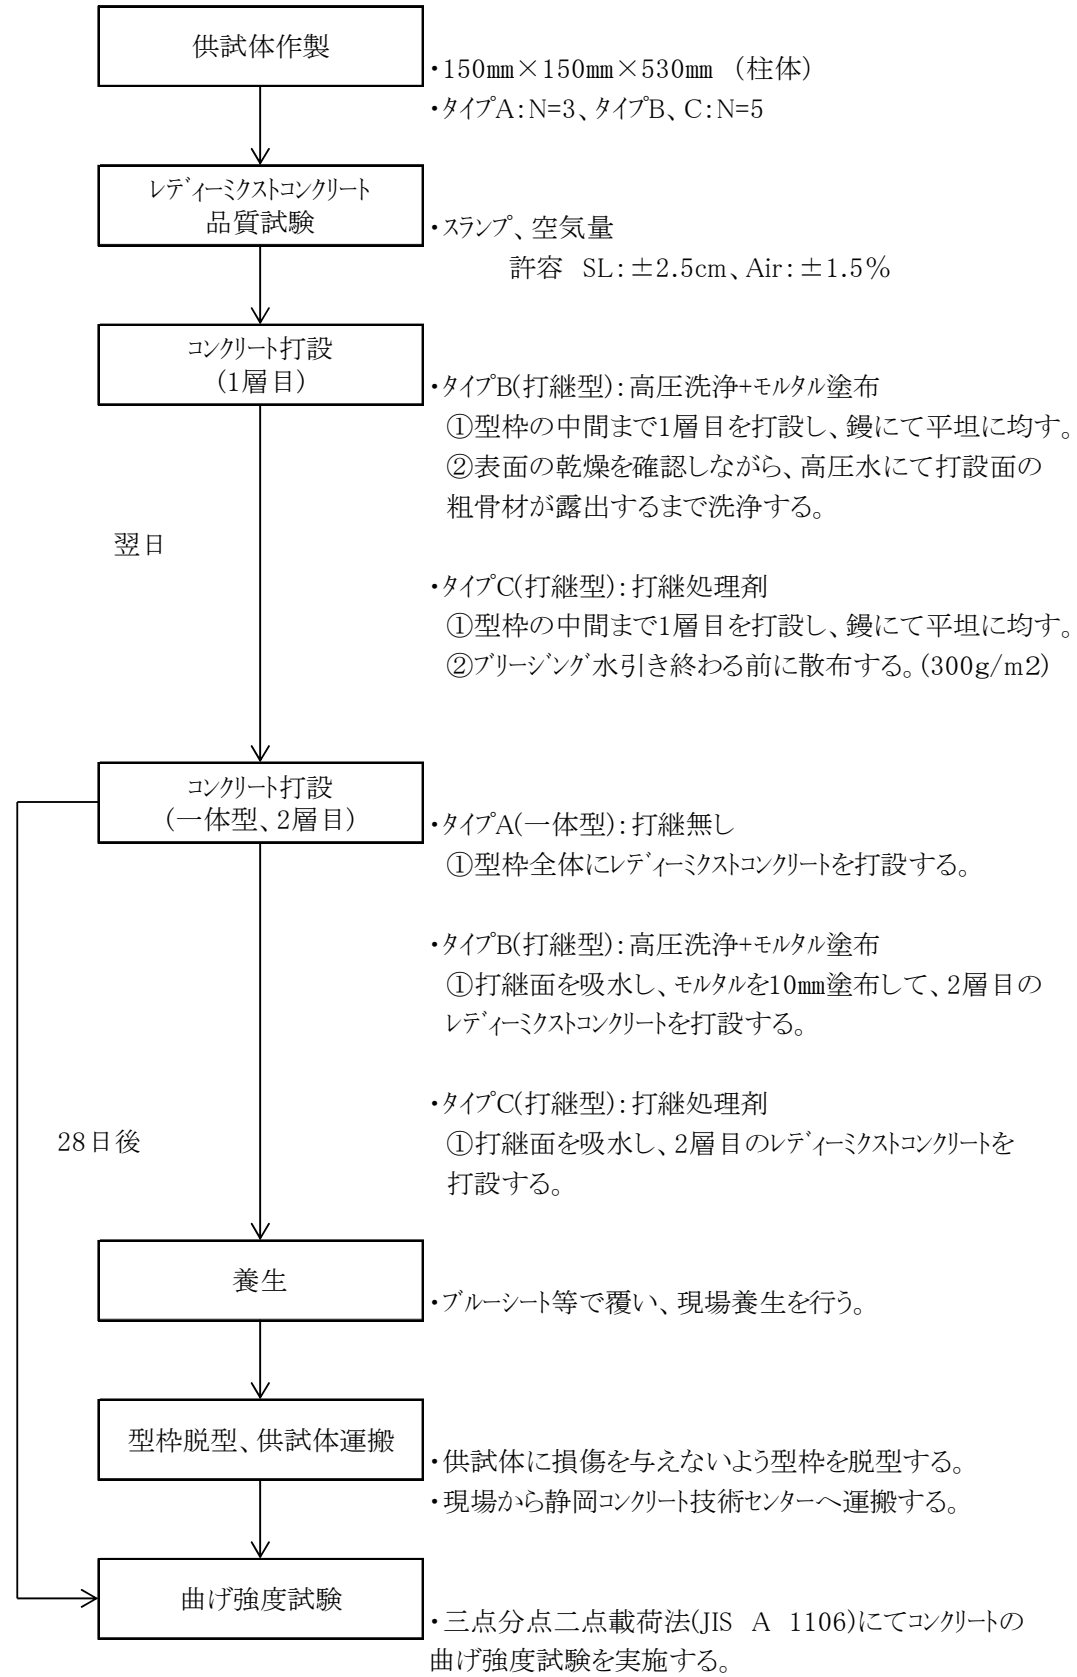 供試体作製
・150㎜×150㎜×530㎜ (柱体)
・ﾀｲﾌﾟA:N=3、ﾀｲﾌﾟB、C:N=5
ﾚﾃﾞｨｰﾐｸｽﾄｺﾝｸﾘｰﾄ
品質試験
・ｽﾗﾝﾌﾟ、空気量
許容 SL:±2.5cm、Air:±1.5%
ｺﾝｸﾘｰﾄ打設
(1層目)
・ﾀｲﾌﾟB(打継型):高圧洗浄+ﾓﾙﾀﾙ塗布
①型枠の中間まで1層目を打設し、鏝にて平坦に均す。
②表面の乾燥を確認しながら、高圧水にて打設面の
粗骨材が露出するまで洗浄する。
翌日
・ﾀｲﾌﾟC(打継型):打継処理剤
①型枠の中間まで1層目を打設し、鏝にて平坦に均す。
②ﾌﾞﾘｰｼﾞﾝｸﾞ水引き終わる前に散布する。(300g/m2)
ｺﾝｸﾘｰﾄ打設
(一体型、2層目)
・ﾀｲﾌﾟA(一体型):打継無し
①型枠全体にﾚﾃﾞｨｰﾐｸｽﾄｺﾝｸﾘｰﾄを打設する。
・ﾀｲﾌﾟB(打継型):高圧洗浄+ﾓﾙﾀﾙ塗布
①打継面を吸水し、ﾓﾙﾀﾙを10㎜塗布して、2層目の
ﾚﾃﾞｨｰﾐｸｽﾄｺﾝｸﾘｰﾄを打設する。
・ﾀｲﾌﾟC(打継型):打継処理剤
28日後
①打継面を吸水し、2層目のﾚﾃﾞｨｰﾐｸｽﾄｺﾝｸﾘｰﾄを
打設する。
養生
・ﾌﾞﾙｰｼｰﾄ等で覆い、現場養生を行う。
型枠脱型、供試体運搬
・供試体に損傷を与えないよう型枠を脱型する。
・現場から静岡ｺﾝｸﾘｰﾄ技術ｾﾝﾀｰへ運搬する。
曲げ強度試験
・三点分点二点載荷法(JIS A 1106)にてｺﾝｸﾘｰﾄの
曲げ強度試験を実施する。